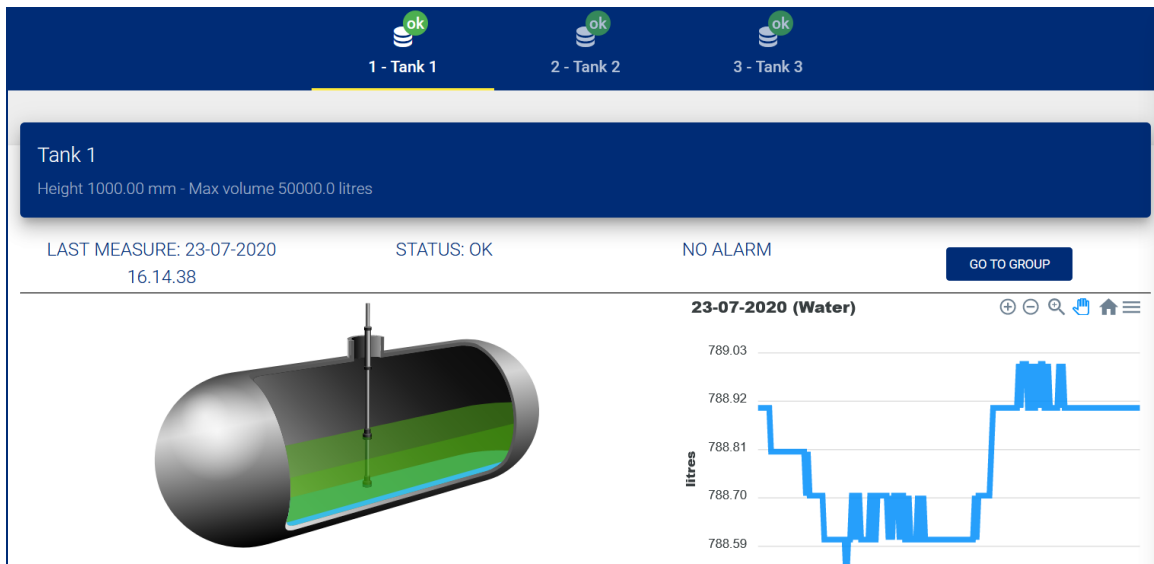 ok ok ok
1 - Tank 1 2 - Tank 2 3 - Tank 3
Tank 1
Height 1000.00 mm - Max volume 50000.0 litres
LAST MEASURE: 23-07-2020
16.14.38
STATUS: OK
NO ALARM
GO TO GROUP
23-07-2020 (Water)
789.03
788.92
788.81
788.70
788.59
litres